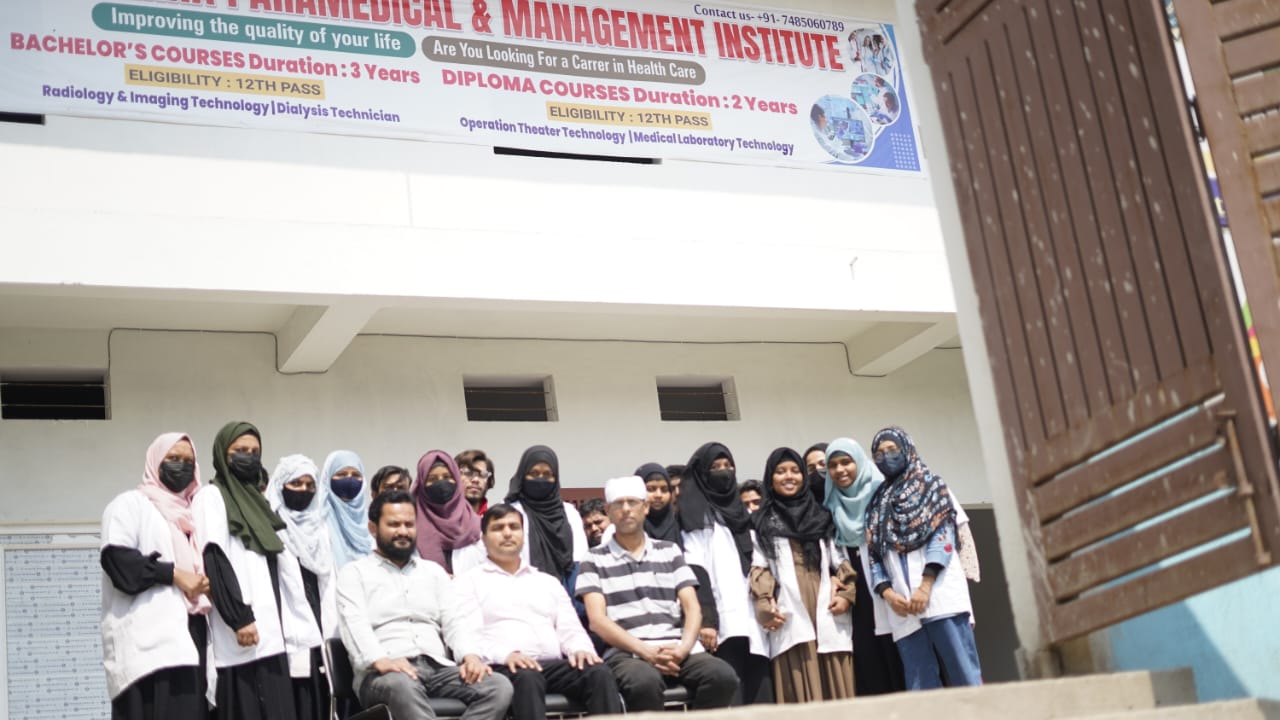 PARAMEDICAL & MANAGEMENT INSTITUTE
Contact us- +91- 7485060789
Improving the quality of your life
Are You Looking For a Carrer in Health Care
BACHELOR'S COURSES Duration : 3 Years
ELIGIBILITY : 12TH PASS
Radiology & Imaging Technology | Dialysis Technician
DIPLOMA COURSES Duration : 2 Years
ELIGIBILITY : 12TH PASS
Operation Theater Technology | Medical Laboratory Technology